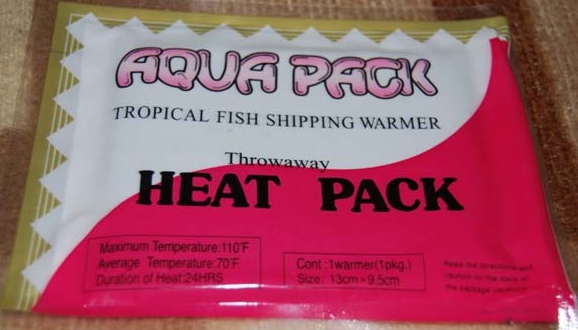 AQUA PACK
TROPICAL FISH SHIPPING WARMER
Throwaway
HEAT PACK
Maximum Temperature:110°F
Average Temperature:70°F
Duration of Heat:24HRS
Cont :1warmer(1pkg.)
Size: 13cm × 9.5cm
Read the directions and
caution on the back of
the package carefully